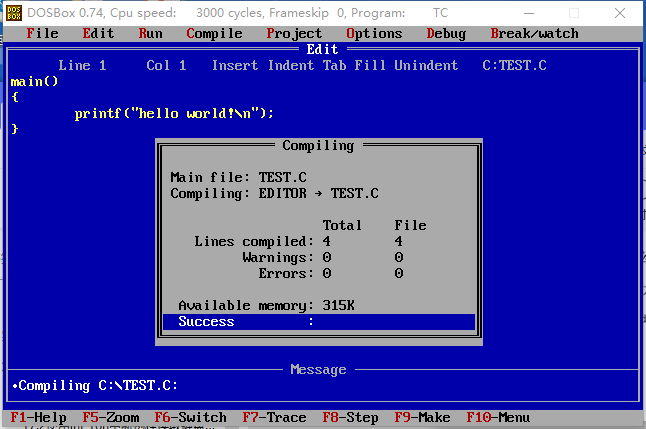 DOSBox 0.74, Cpu speed: 3000 cycles, Frameskip 0, Program: TC
File Edit Run Compile Project Options Debug Break/watch
Edit
Line 1 Col 1 Insert Indent Tab Fill Unindent C:TEST.C
main()
{
printf("hello world!\n");
}
Compiling
Main file: TEST.C
Compiling: EDITOR → TEST.C
Total File
Lines compiled: 4 4
Warnings: 0 0
Errors: 0 0
Available memory: 315K
Success :
Message
•Compiling C:\TEST.C:
F1-Help F5-Zoom F6-Switch F7-Trace F8-Step F9-Make F10-Menu